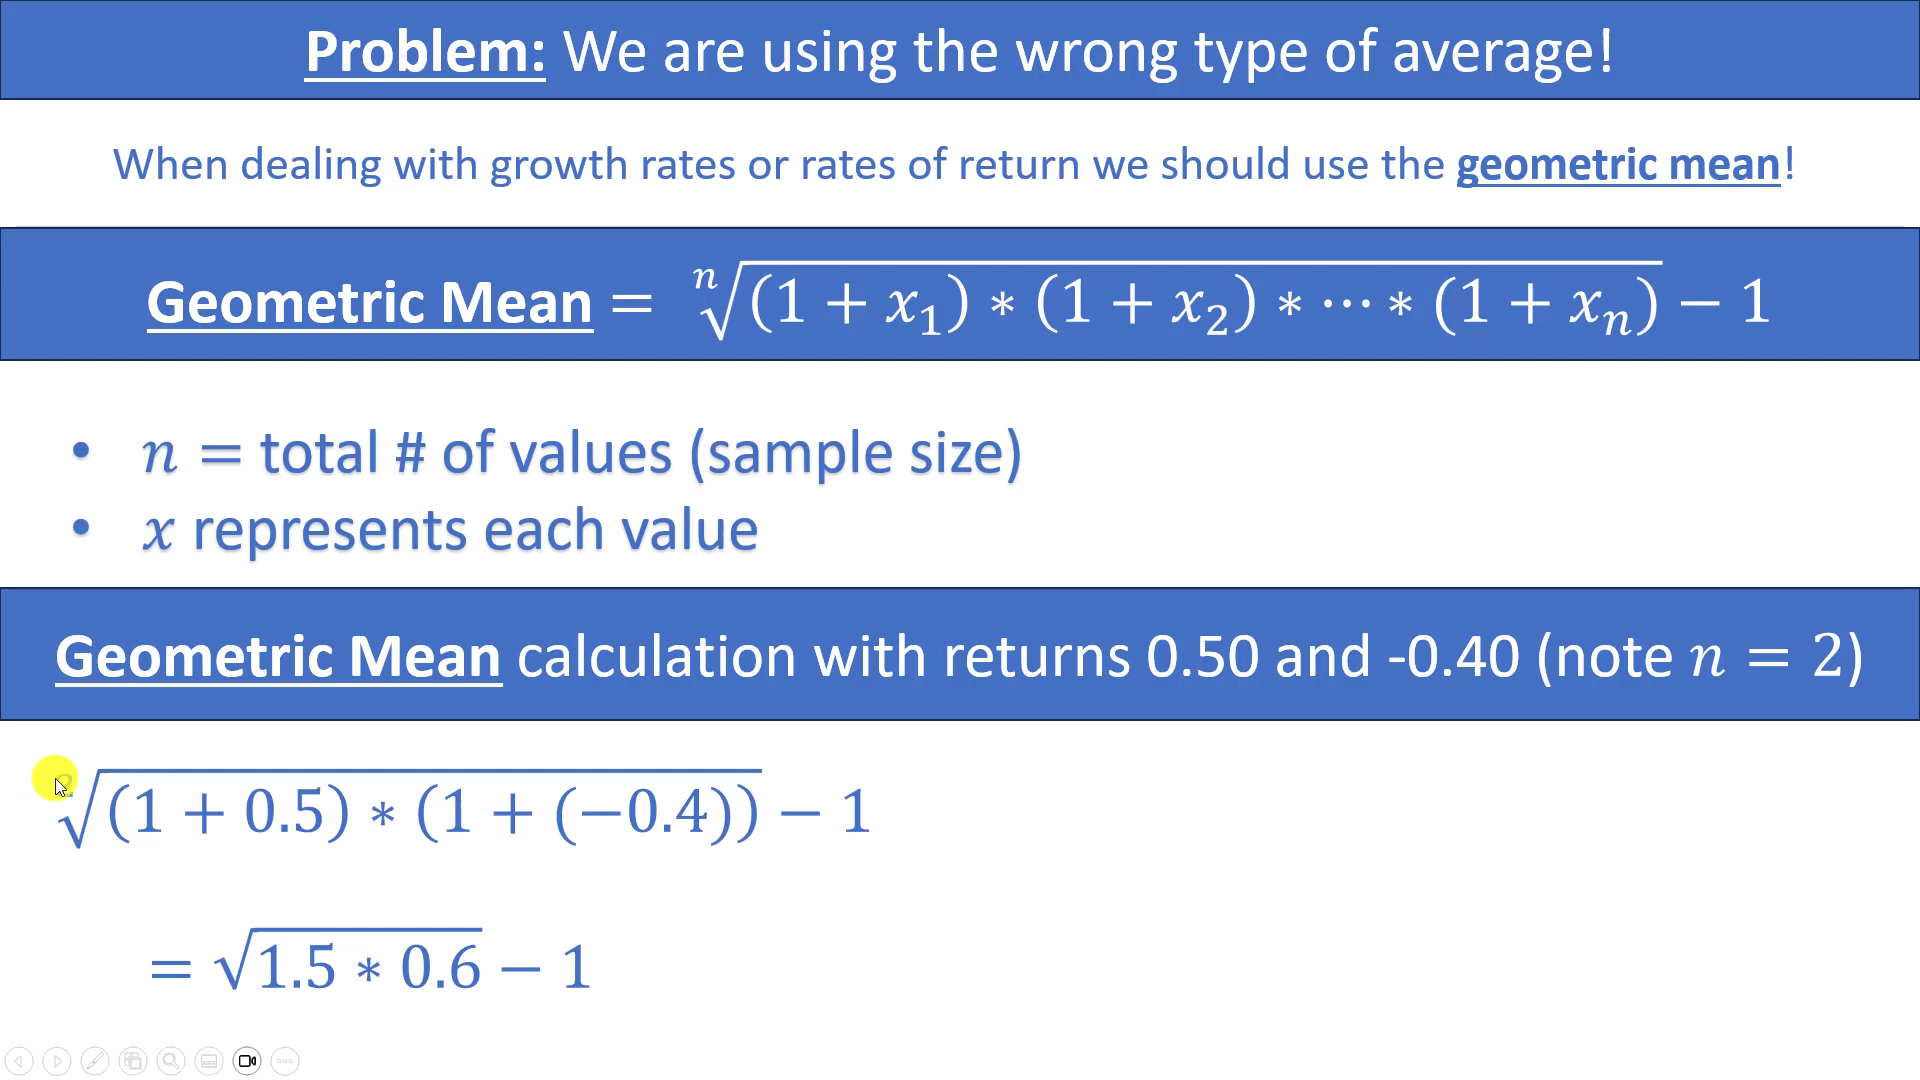 Problem: We are using the wrong type of average!
When dealing with growth rates or rates of return we should use the geometric mean!
Geometric Mean = ⁿ√((1 + x₁) ∗ (1 + x₂) ∗ ⋯ ∗ (1 + xₙ)) − 1
• n = total # of values (sample size)
• x represents each value
Geometric Mean calculation with returns 0.50 and -0.40 (note n = 2)
²√((1 + 0.5) ∗ (1 + (−0.4))) − 1
= √(1.5 ∗ 0.6) − 1